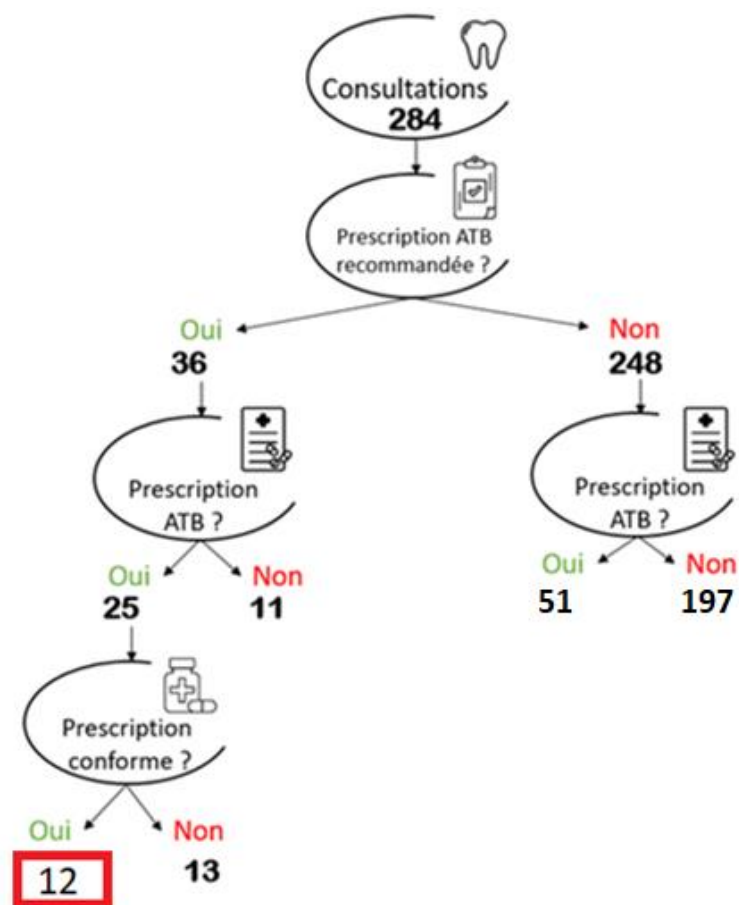 Consultations
284
Prescription ATB
recommandée ?
Oui
Non
36
248
Prescription
ATB ?
Prescription
ATB ?
Oui
Non
Oui
Non
25
11
51
197
Prescription
conforme ?
Oui
Non
12
13